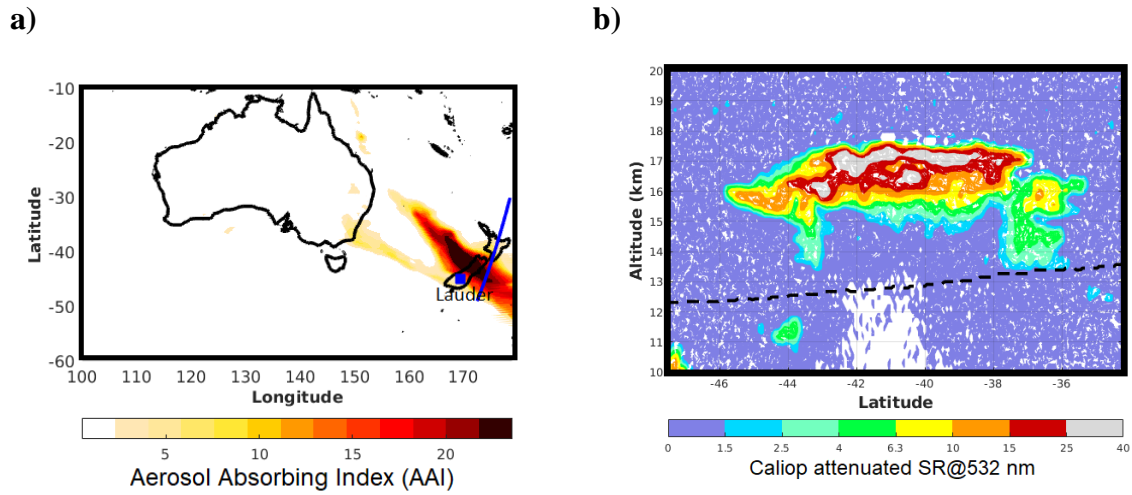 a)
b)
-10
-20
-30
-40
-50
-60
Latitude
100 110 120 130 140 150 160 170
Longitude
Lauder
5 10 15 20
Aerosol Absorbing Index (AAI)
20
19
18
17
16
15
14
13
12
11
10
Altitude (km)
-46 -44 -42 -40 -38 -36
Latitude
0 1.5 2.5 4 6.3 10 15 25 40
Caliop attenuated SR@532 nm